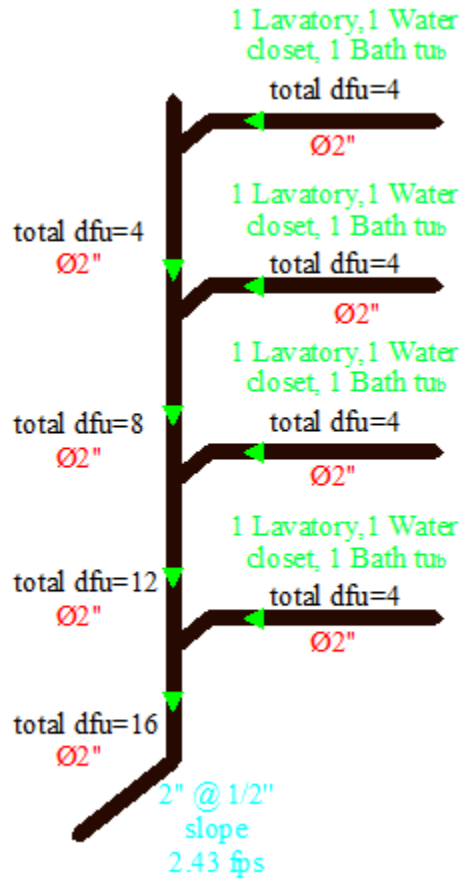 1 Lavatory,1 Water
closet, 1 Bath tub
total dfu=4
Ø2"
1 Lavatory,1 Water
closet, 1 Bath tub
total dfu=4
total dfu=4
Ø2"
Ø2"
1 Lavatory,1 Water
closet, 1 Bath tub
total dfu=4
total dfu=8
Ø2"
Ø2"
1 Lavatory,1 Water
closet, 1 Bath tub
total dfu=12
total dfu=4
Ø2"
Ø2"
total dfu=16
Ø2"
2" @ 1/2"
slope
2.43 fps